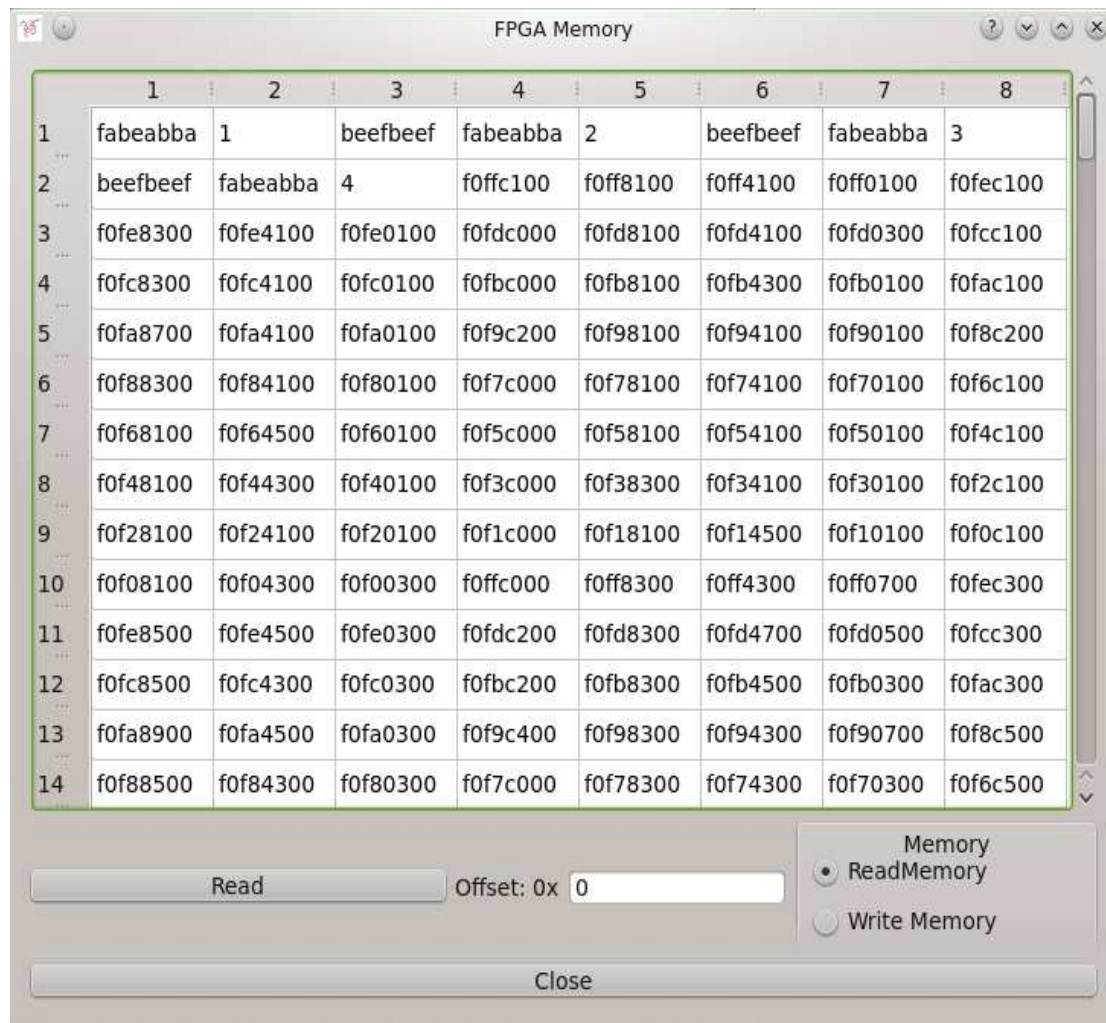 FPGA Memory
1 2 3 4 5 6 7 8
1 fabeabba 1 beefbeef fabeabba 2 beefbeef fabeabba 3
2 beefbeef fabeabba 4 f0ffc100 f0ff8100 f0ff4100 f0ff0100 f0fec100
3 f0fe8300 f0fe4100 f0fe0100 f0fdc000 f0fd8100 f0fd4100 f0fd0300 f0fcc100
4 f0fc8300 f0fc4100 f0fc0100 f0fbc000 f0fb8100 f0fb4300 f0fb0100 f0fac100
5 f0fa8700 f0fa4100 f0fa0100 f0f9c200 f0f98100 f0f94100 f0f90100 f0f8c200
6 f0f88300 f0f84100 f0f80100 f0f7c000 f0f78100 f0f74100 f0f70100 f0f6c100
7 f0f68100 f0f64500 f0f60100 f0f5c000 f0f58100 f0f54100 f0f50100 f0f4c100
8 f0f48100 f0f44300 f0f40100 f0f3c000 f0f38300 f0f34100 f0f30100 f0f2c100
9 f0f28100 f0f24100 f0f20100 f0f1c000 f0f18100 f0f14500 f0f10100 f0f0c100
10 f0f08100 f0f04300 f0f00300 f0ffc000 f0ff8300 f0ff4300 f0ff0700 f0fec300
11 f0fe8500 f0fe4500 f0fe0300 f0fdc200 f0fd8300 f0fd4700 f0fd0500 f0fcc300
12 f0fc8500 f0fc4300 f0fc0300 f0fbc200 f0fb8300 f0fb4500 f0fb0300 f0fac300
13 f0fa8900 f0fa4500 f0fa0300 f0f9c400 f0f98300 f0f94300 f0f90700 f0f8c500
14 f0f88500 f0f84300 f0f80300 f0f7c000 f0f78300 f0f74300 f0f70300 f0f6c500
Memory
Read Offset: 0x 0 ReadMemory
Write Memory
Close